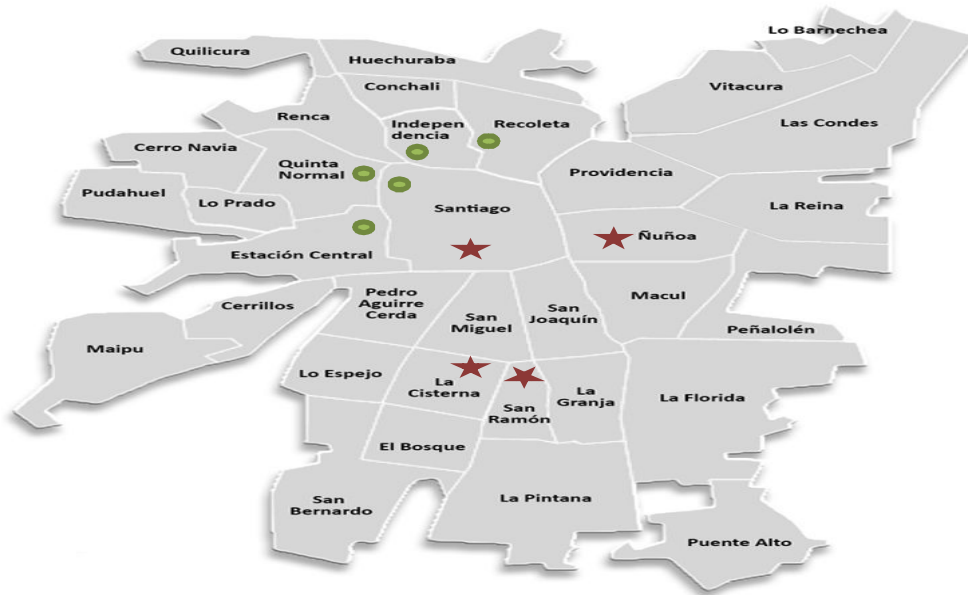 Lo Barnechea
Quilicura
Huechuraba
Conchali
Vitacura
Renca
Indepen
dencia
Recoleta
Las Condes
Cerro Navia
Quinta
Normal
Providencia
Pudahuel
Lo Prado
Santiago
La Reina
Ñuñoa
Estación Central
Pedro
Aguirre
Cerda
San
Miguel
San
Joaquín
Macul
Cerrillos
Peñalolén
Maipu
Lo Espejo
La
Cisterna
San
Ramón
La
Granja
La Florida
El Bosque
San
Bernardo
La Pintana
Puente Alto